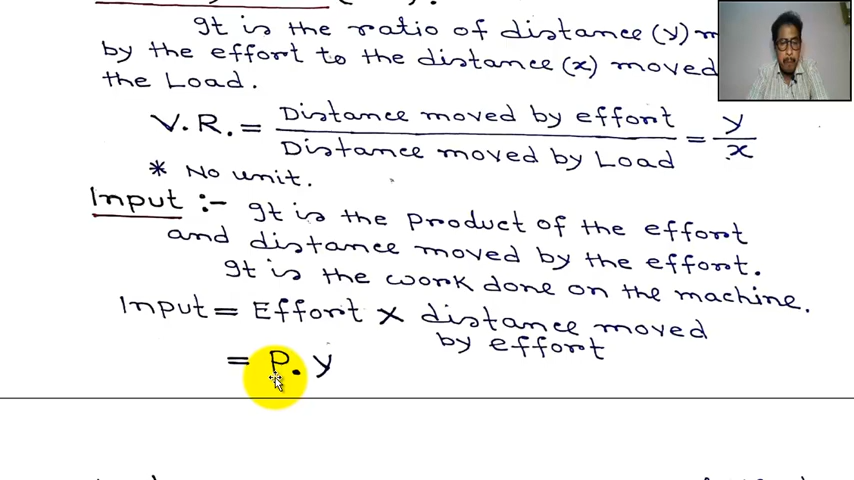 It is the ratio of distance (y)
by the effort to the distance (x) moved
the Load.
V.R. = Distance moved by effort / Distance moved by Load = y / x
* No unit.
Input :- It is the product of the effort
and distance moved by the effort.
It is the work done on the machine.
Input = Effort × distance moved
by effort
= P. y